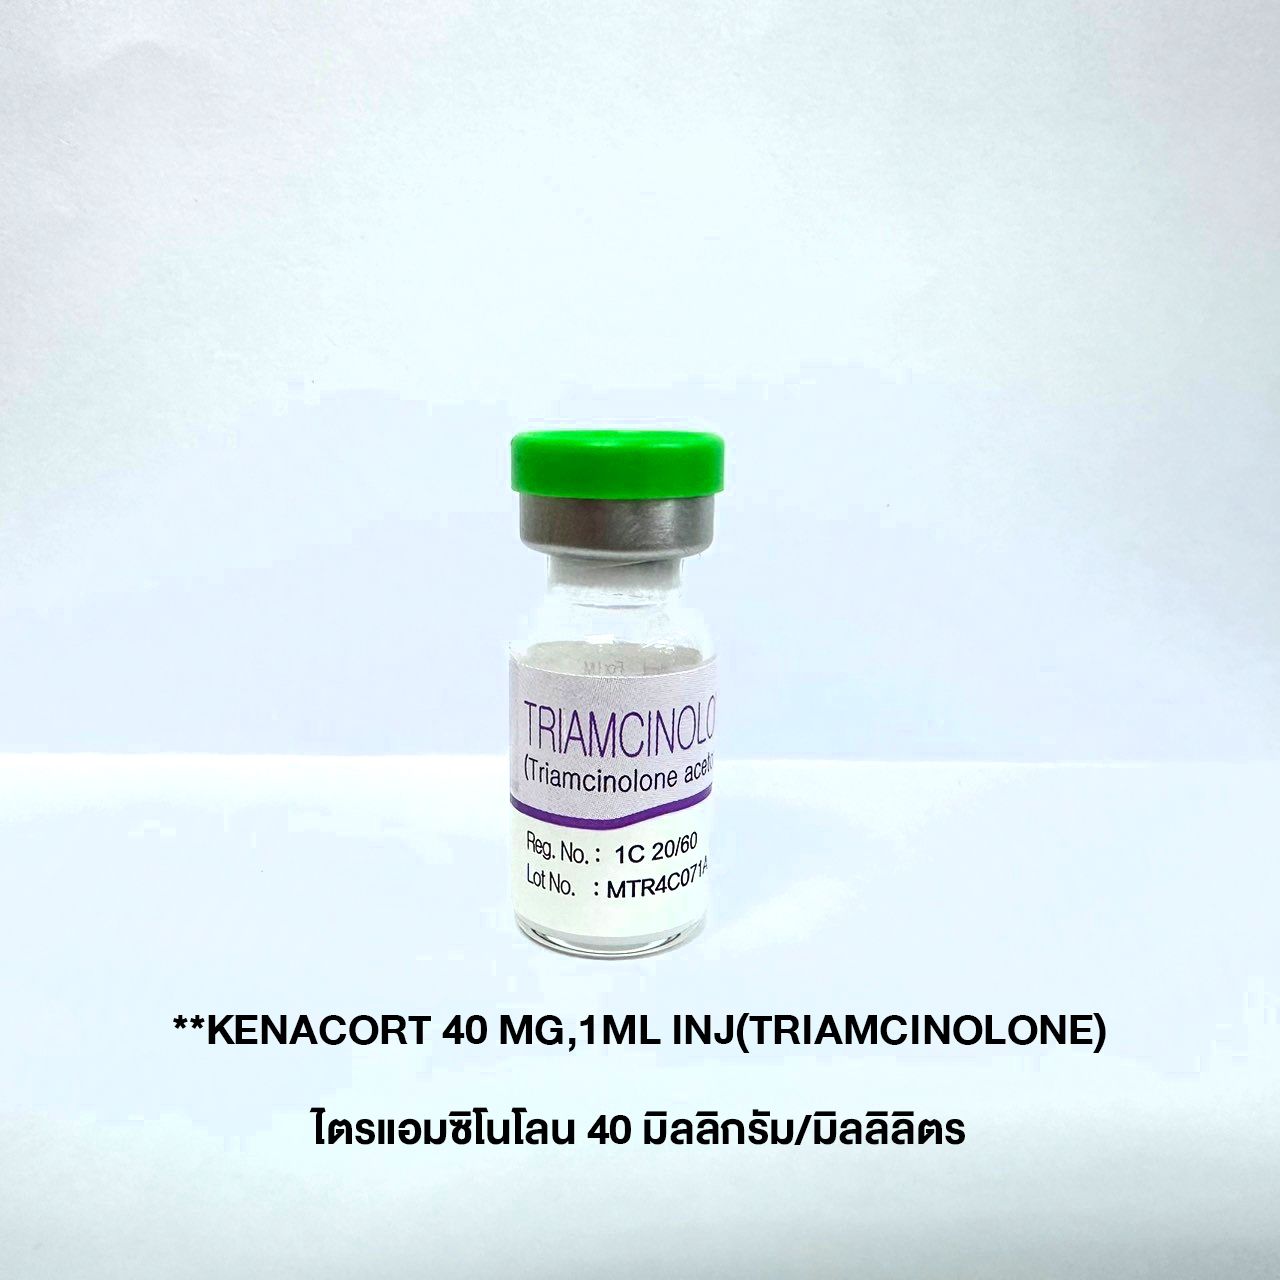 TRIAMCINOLO
(Triamcinolone aceto
Reg. No. : 1C 20/60
Lot No. : MTR4C071A
**KENACORT 40 MG,1ML INJ(TRIAMCINOLONE)
ไตรแอมซิโนโลน 40 มิลลิกรัม/มิลลิลิตร